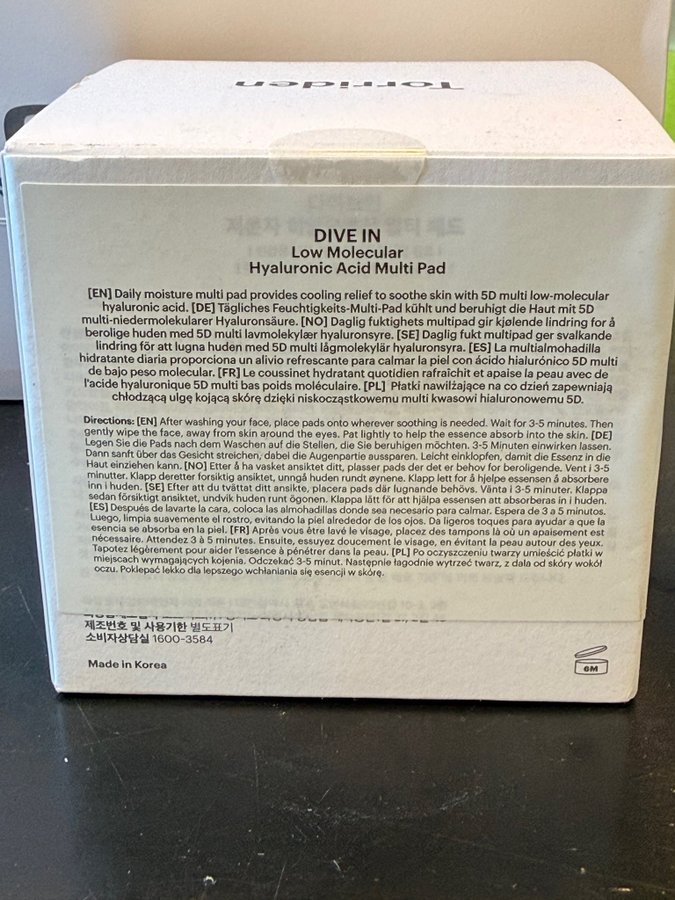 Torriden
DIVE IN
Low Molecular
Hyaluronic Acid Multi Pad
[EN] Daily moisture multi pad provides cooling relief to soothe skin with 5D multi low-molecular
hyaluronic acid. [DE] Tägliches Feuchtigkeits-Multi-Pad kühlt und beruhigt die Haut mit 5D
multi-niedermolekularer Hyaluronsäure. [NO] Daglig fuktighets multipad gir kjølende lindring for å
berolige huden med 5D multi lavmolekylær hyaluronsyre. [SE] Daglig fukt multipad ger svalkande
lindring för att lugna huden med 5D multi lågmolekylär hyaluronsyra. [ES] La multialmohadilla
hidratante diaria proporciona un alivio refrescante para calmar la piel con ácido hialurónico 5D multi
de bajo peso molecular. [FR] Le coussinet hydratant quotidien rafraîchit et apaise la peau avec de
l'acide hyaluronique 5D multi bas poids moléculaire. [PL] Płatki nawilżające na co dzień zapewniają
chłodzącą ulgę kojącą skórę dzięki niskocząstkowemu multi kwasowi hialuronowemu 5D.
Directions: [EN] After washing your face, place pads onto wherever soothing is needed. Wait for 3-5 minutes. Then
gently wipe the face, away from skin around the eyes. Pat lightly to help the essence absorb into the skin. [DE]
Legen Sie die Pads nach dem Waschen auf die Stellen, die Sie beruhigen möchten. 3-5 Minuten einwirken lassen.
Dann sanft über das Gesicht streichen, dabei die Augenpartie aussparen. Leicht einklopfen, damit die Essenz in die
Haut einziehen kann. [NO] Etter å ha vasket ansiktet ditt, plasser pads der det er behov for beroligende. Vent i 3-5
minutter. Klapp deretter forsiktig ansiktet, unngå huden rundt øynene. Klapp lett for å hjelpe essensen å absorbere
inn i huden. [SE] Efter att du tvättat ditt ansikte, placera pads där lugnande behövs. Vänta i 3-5 minuter. Klappa
sedan försiktigt ansiktet, undvik huden runt ögonen. Klappa lätt för att hjälpa essensen att absorberas in i huden.
[ES] Después de lavarte la cara, coloca las almohadillas donde sea necesario para calmar. Espera de 3 a 5 minutos.
Luego, limpia suavemente el rostro, evitando la piel alrededor de los ojos. Da ligeros toques para ayudar a que la
esencia se absorba en la piel. [FR] Après vous être lavé le visage, placez des tampons là où un apaisement est
nécessaire. Attendez 3 à 5 minutes. Ensuite, essuyez doucement le visage, en évitant la peau autour des yeux.
Tapotez légèrement pour aider l'essence à pénétrer dans la peau. [PL] Po oczyszczeniu twarzy umieścić płatki w
miejscach wymagających kojenia. Odczekać 3-5 minut. Następnie łagodnie wytrzeć twarz, z dala od skóry wokół
oczu. Poklepać lekko dla lepszego wchłaniania się esencji w skórę.
제조번호 및 사용기한 별도표기
소비자상담실 1600-3584
Made in Korea
6M